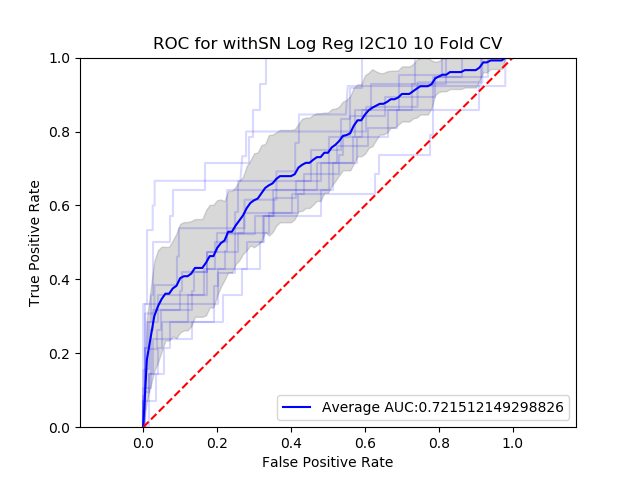 ROC for withSN Log Reg l2C10 10 Fold CV
1.0
0.8
0.6
0.4
0.2
0.0
True Positive Rate
Average AUC:0.721512149298826
0.0 0.2 0.4 0.6 0.8 1.0
False Positive Rate